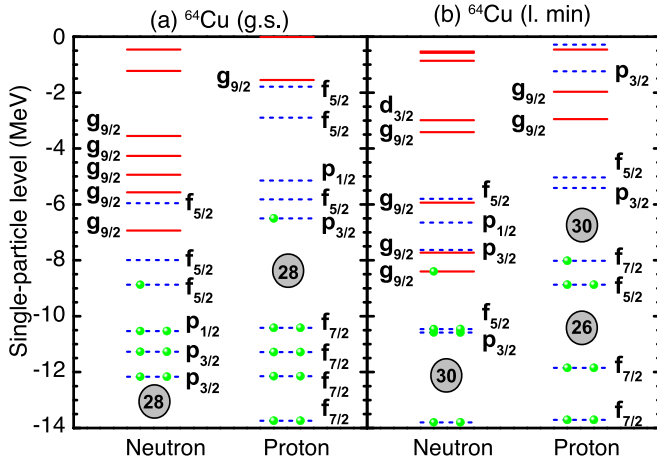 (a) ⁶⁴Cu (g.s.)
(b) ⁶⁴Cu (l. min)
Single-particle level (MeV)
0
-2
-4
-6
-8
-10
-12
-14
g9/2
g9/2
g9/2
g9/2
f5/2
g9/2
f5/2
f5/2
p1/2
p3/2
p3/2
28
Neutron
g9/2
f5/2
f5/2
p1/2
f5/2
p3/2
28
f7/2
f7/2
f7/2
f7/2
Proton
d3/2
g9/2
f5/2
g9/2
p1/2
g9/2
p3/2
g9/2
f5/2
p3/2
30
Neutron
p3/2
g9/2
g9/2
f5/2
p3/2
30
f7/2
f5/2
26
f7/2
f7/2
Proton